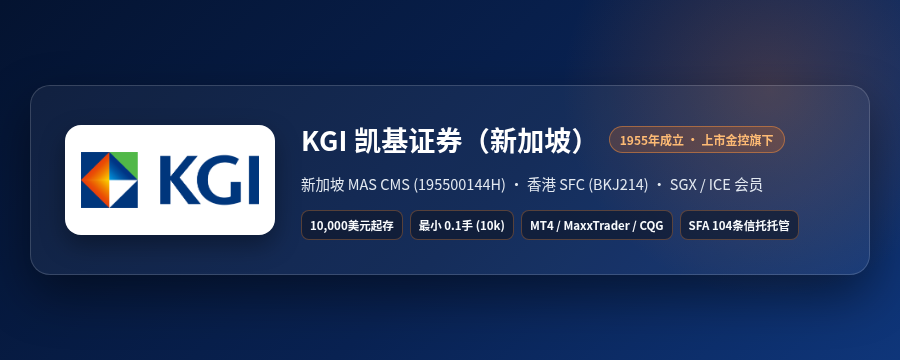 KGI
KGI 凯基证券（新加坡）
1955年成立 · 上市金控旗下
新加坡 MAS CMS (195500144H) · 香港 SFC (BKJ214) · SGX / ICE 会员
10,000美元起存
最小 0.1手 (10k)
MT4 / MaxxTrader / CQG
SFA 104条信托托管